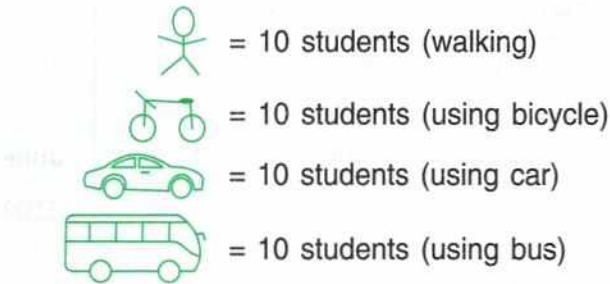 = 10 students (walking)
= 10 students (using bicycle)
= 10 students (using car)
= 10 students (using bus)